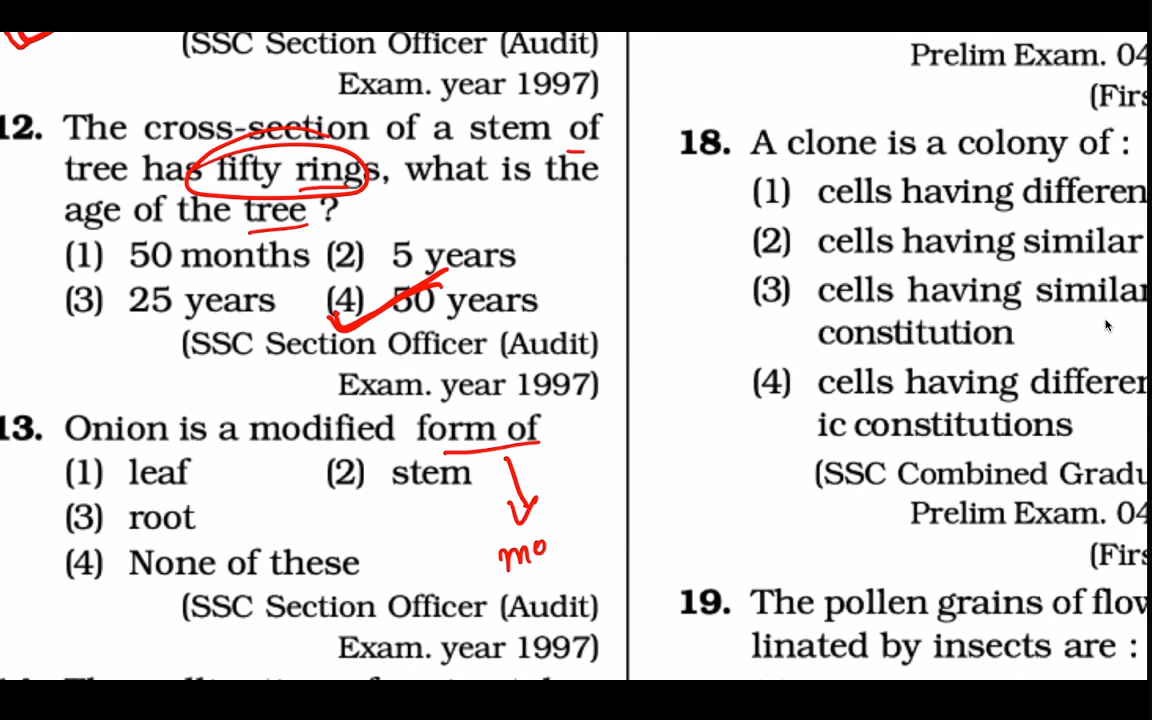 (SSC Section Officer (Audit)
Exam. year 1997)
12. The cross-section of a stem of
tree has fifty rings, what is the
age of the tree ?
(1) 50 months (2) 5 years
(3) 25 years (4) 50 years
(SSC Section Officer (Audit)
Exam. year 1997)
13. Onion is a modified form of
(1) leaf (2) stem
(3) root
mo
(4) None of these
(SSC Section Officer (Audit)
Exam. year 1997)
Prelim Exam. 04
(Firs
18. A clone is a colony of :
(1) cells having differen
(2) cells having similar
(3) cells having similar
constitution
(4) cells having differen
ic constitutions
(SSC Combined Gradu
Prelim Exam. 04
(Firs
19. The pollen grains of flow
linated by insects are :